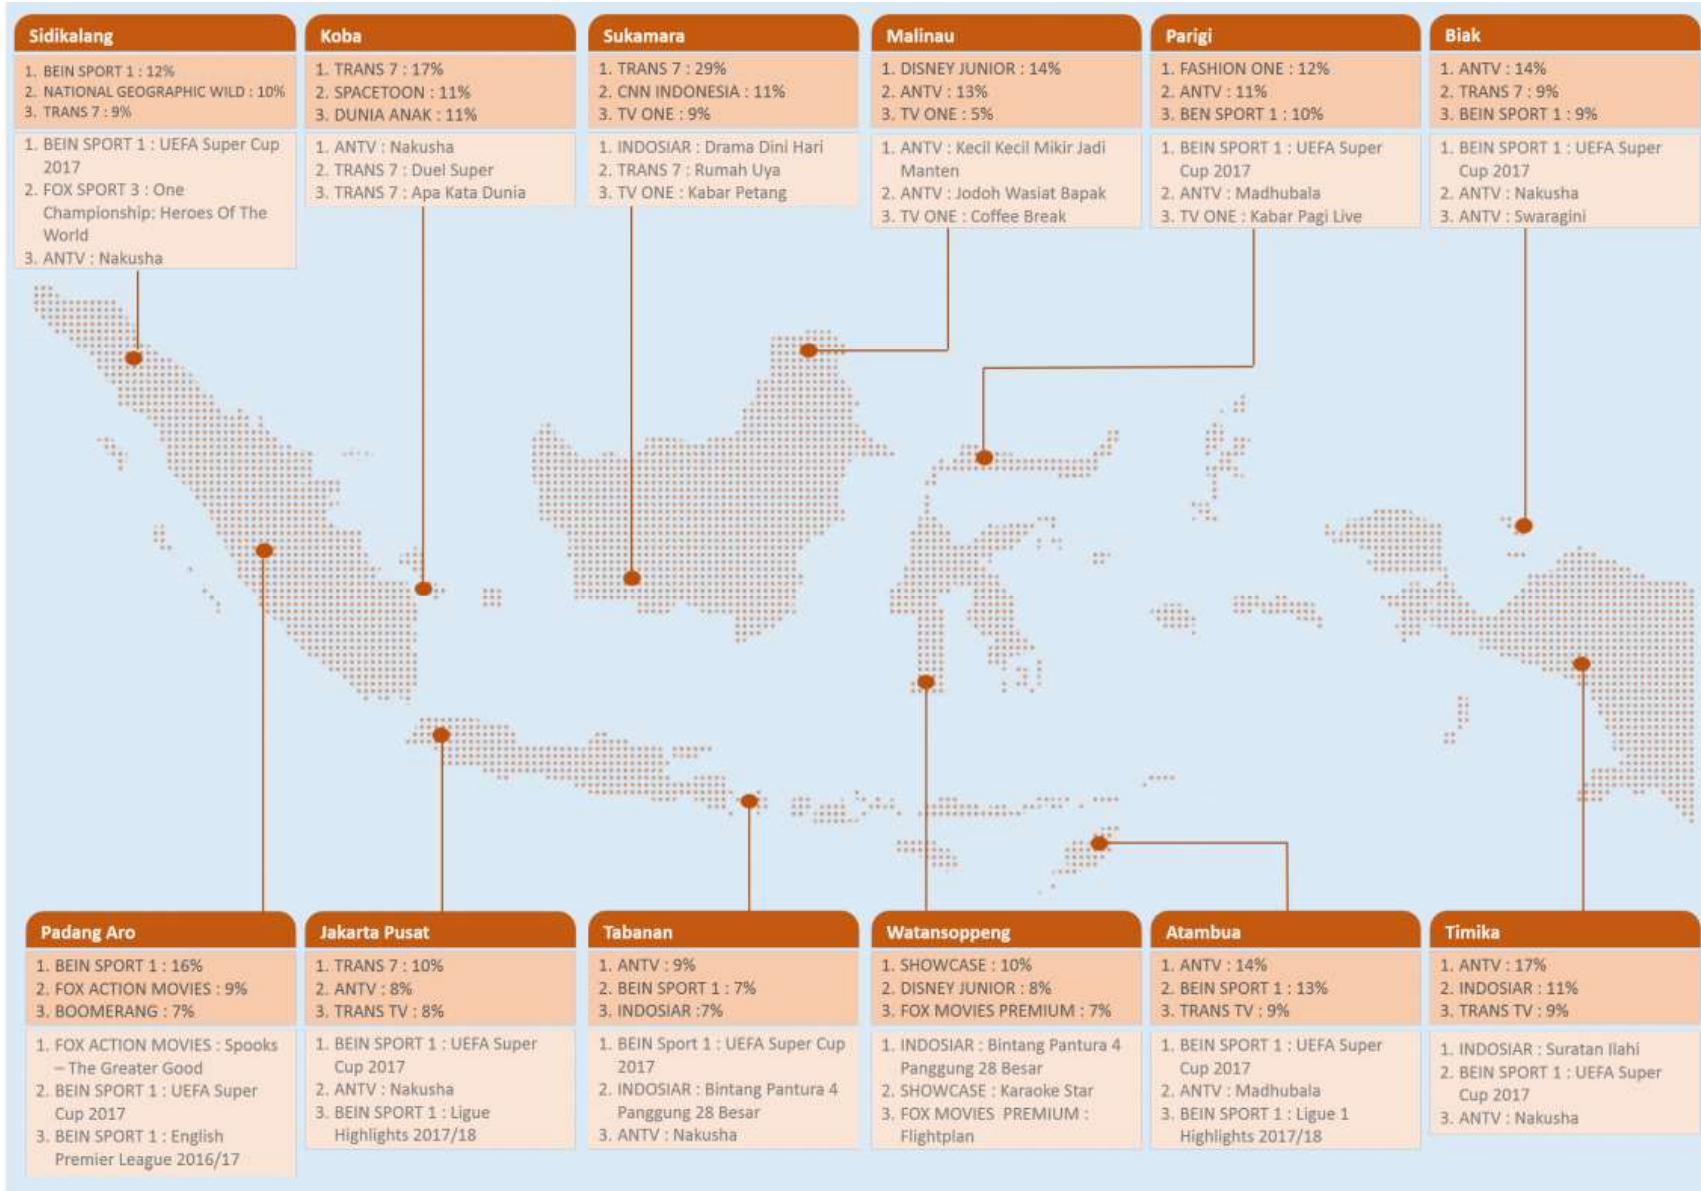 Sidikalang
1. BEIN SPORT 1 : 12%
2. NATIONAL GEOGRAPHIC WILD : 10%
3. TRANS 7 : 9%
1. BEIN SPORT 1 : UEFA Super Cup
2017
2. FOX SPORT 3 : One
Championship: Heroes Of The
World
3. ANTV : Nakusha
Koba
1. TRANS 7 : 17%
2. SPACETOON : 11%
3. DUNIA ANAK : 11%
1. ANTV : Nakusha
2. TRANS 7 : Duel Super
3. TRANS 7 : Apa Kata Dunia
Sukamara
1. TRANS 7 : 29%
2. CNN INDONESIA : 11%
3. TV ONE : 9%
1. INDOSIAR : Drama Dini Hari
2. TRANS 7 : Rumah Uya
3. TV ONE : Kabar Petang
Malinau
1. DISNEY JUNIOR : 14%
2. ANTV : 13%
3. TV ONE : 5%
1. ANTV : Kecil Kecil Mikir Jadi
Manten
2. ANTV : Jodoh Wasiat Bapak
3. TV ONE : Coffee Break
Parigi
1. FASHION ONE : 12%
2. ANTV : 11%
3. BEN SPORT 1 : 10%
1. BEIN SPORT 1 : UEFA Super
Cup 2017
2. ANTV : Madhubala
3. TV ONE : Kabar Pagi Live
Biak
1. ANTV : 14%
2. TRANS 7 : 9%
3. BEIN SPORT 1 : 9%
1. BEIN SPORT 1 : UEFA Super
Cup 2017
2. ANTV : Nakusha
3. ANTV : Swaragini
Padang Aro
1. BEIN SPORT 1 : 16%
2. FOX ACTION MOVIES : 9%
3. BOOMERANG : 7%
1. FOX ACTION MOVIES : Spooks
– The Greater Good
2. BEIN SPORT 1 : UEFA Super
Cup 2017
3. BEIN SPORT 1 : English
Premier League 2016/17
Jakarta Pusat
1. TRANS 7 : 10%
2. ANTV : 8%
3. TRANS TV : 8%
1. BEIN SPORT 1 : UEFA Super
Cup 2017
2. ANTV : Nakusha
3. BEIN SPORT 1 : Ligue
Highlights 2017/18
Tabanan
1. ANTV : 9%
2. BEIN SPORT 1 : 7%
3. INDOSIAR :7%
1. BEIN Sport 1 : UEFA Super Cup
2017
2. INDOSIAR : Bintang Pantura 4
Panggung 28 Besar
3. ANTV : Nakusha
Watansoppeng
1. SHOWCASE : 10%
2. DISNEY JUNIOR : 8%
3. FOX MOVIES PREMIUM : 7%
1. INDOSIAR : Bintang Pantura 4
Panggung 28 Besar
2. SHOWCASE : Karaoke Star
3. FOX MOVIES PREMIUM :
Flightplan
Atambua
1. ANTV : 14%
2. BEIN SPORT 1 : 13%
3. TRANS TV : 9%
1. BEIN SPORT 1 : UEFA Super
Cup 2017
2. ANTV : Madhubala
3. BEIN SPORT 1 : Ligue 1
Highlights 2017/18
Timika
1. ANTV : 17%
2. INDOSIAR : 11%
3. TRANS TV : 9%
1. INDOSIAR : Suratan Ilahi
2. BEIN SPORT 1 : UEFA Super
Cup 2017
3. ANTV : Nakusha